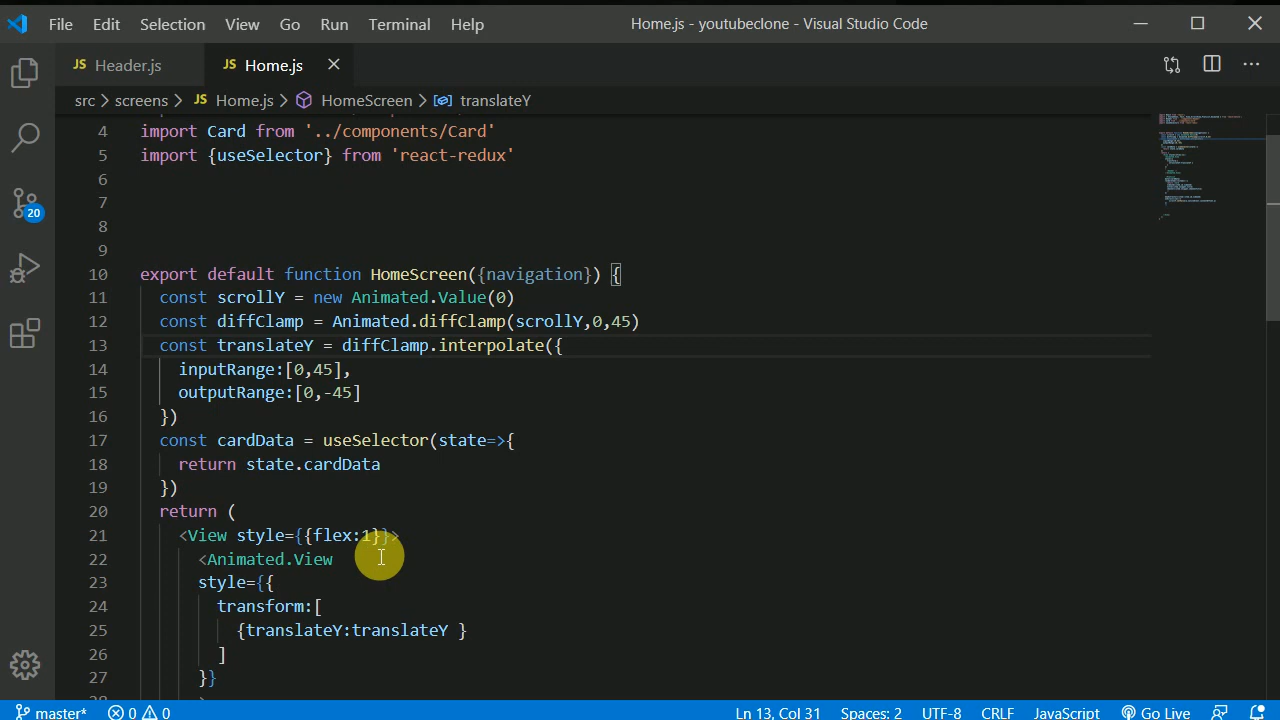 File Edit Selection View Go Run Terminal Help Home.js - youtubeclone - Visual Studio Code
JS Header.js JS Home.js
src > screens > JS Home.js > HomeScreen > translateY
4 import Card from '../components/Card'
5 import {useSelector} from 'react-redux'
6
7
8
9
10 export default function HomeScreen({navigation}) {
11 const scrollY = new Animated.Value(0)
12 const diffClamp = Animated.diffClamp(scrollY,0,45)
13 const translateY = diffClamp.interpolate({
14 inputRange:[0,45],
15 outputRange:[0,-45]
16 })
17 const cardData = useSelector(state=>{
18 return state.cardData
19 })
20 return (
21 <View style={{flex:1}}>
22 <Animated.View
23 style={{
24 transform:[
25 {translateY:translateY }
26 ]
27 }}
20
master* 0 0 Ln 13, Col 31 Spaces: 2 UTF-8 CRLF JavaScript Go Live